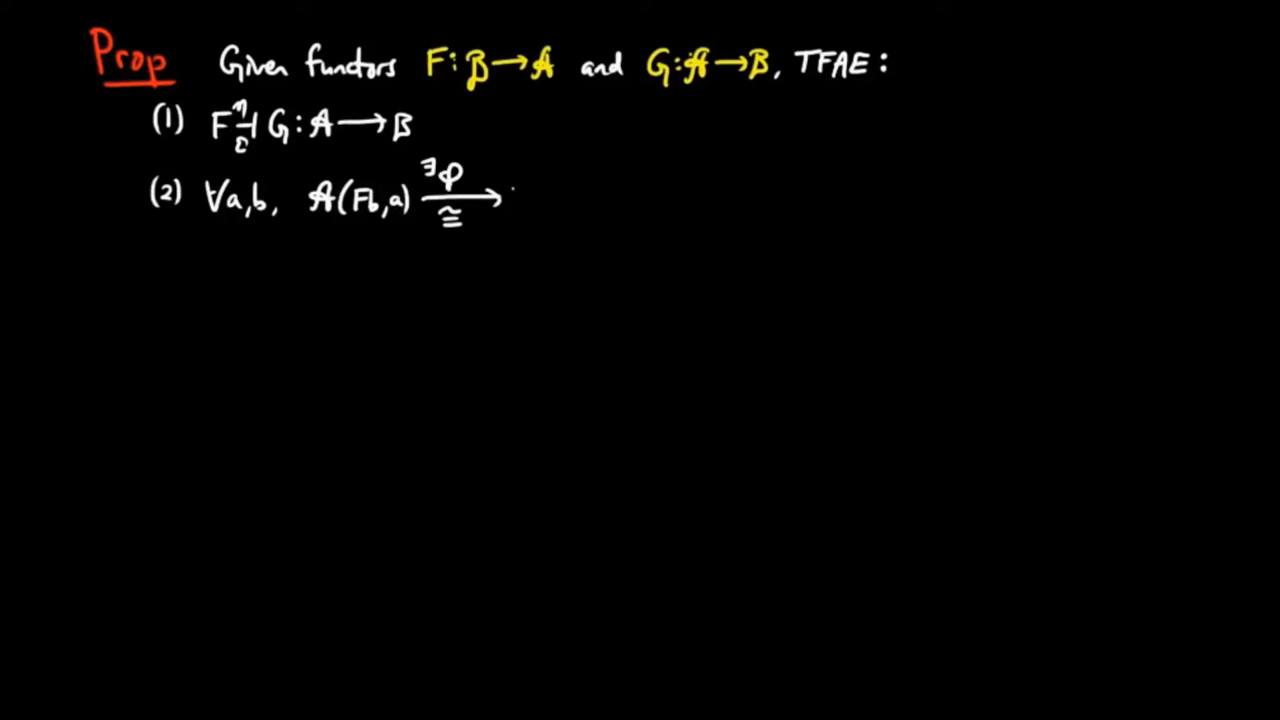 Prop Given functors F : B → A and G : A → B, TFAE :
(1) F η ⊣ ε G : A → B
(2) ∀a,b, A(Fb,a) ∃φ → ≅